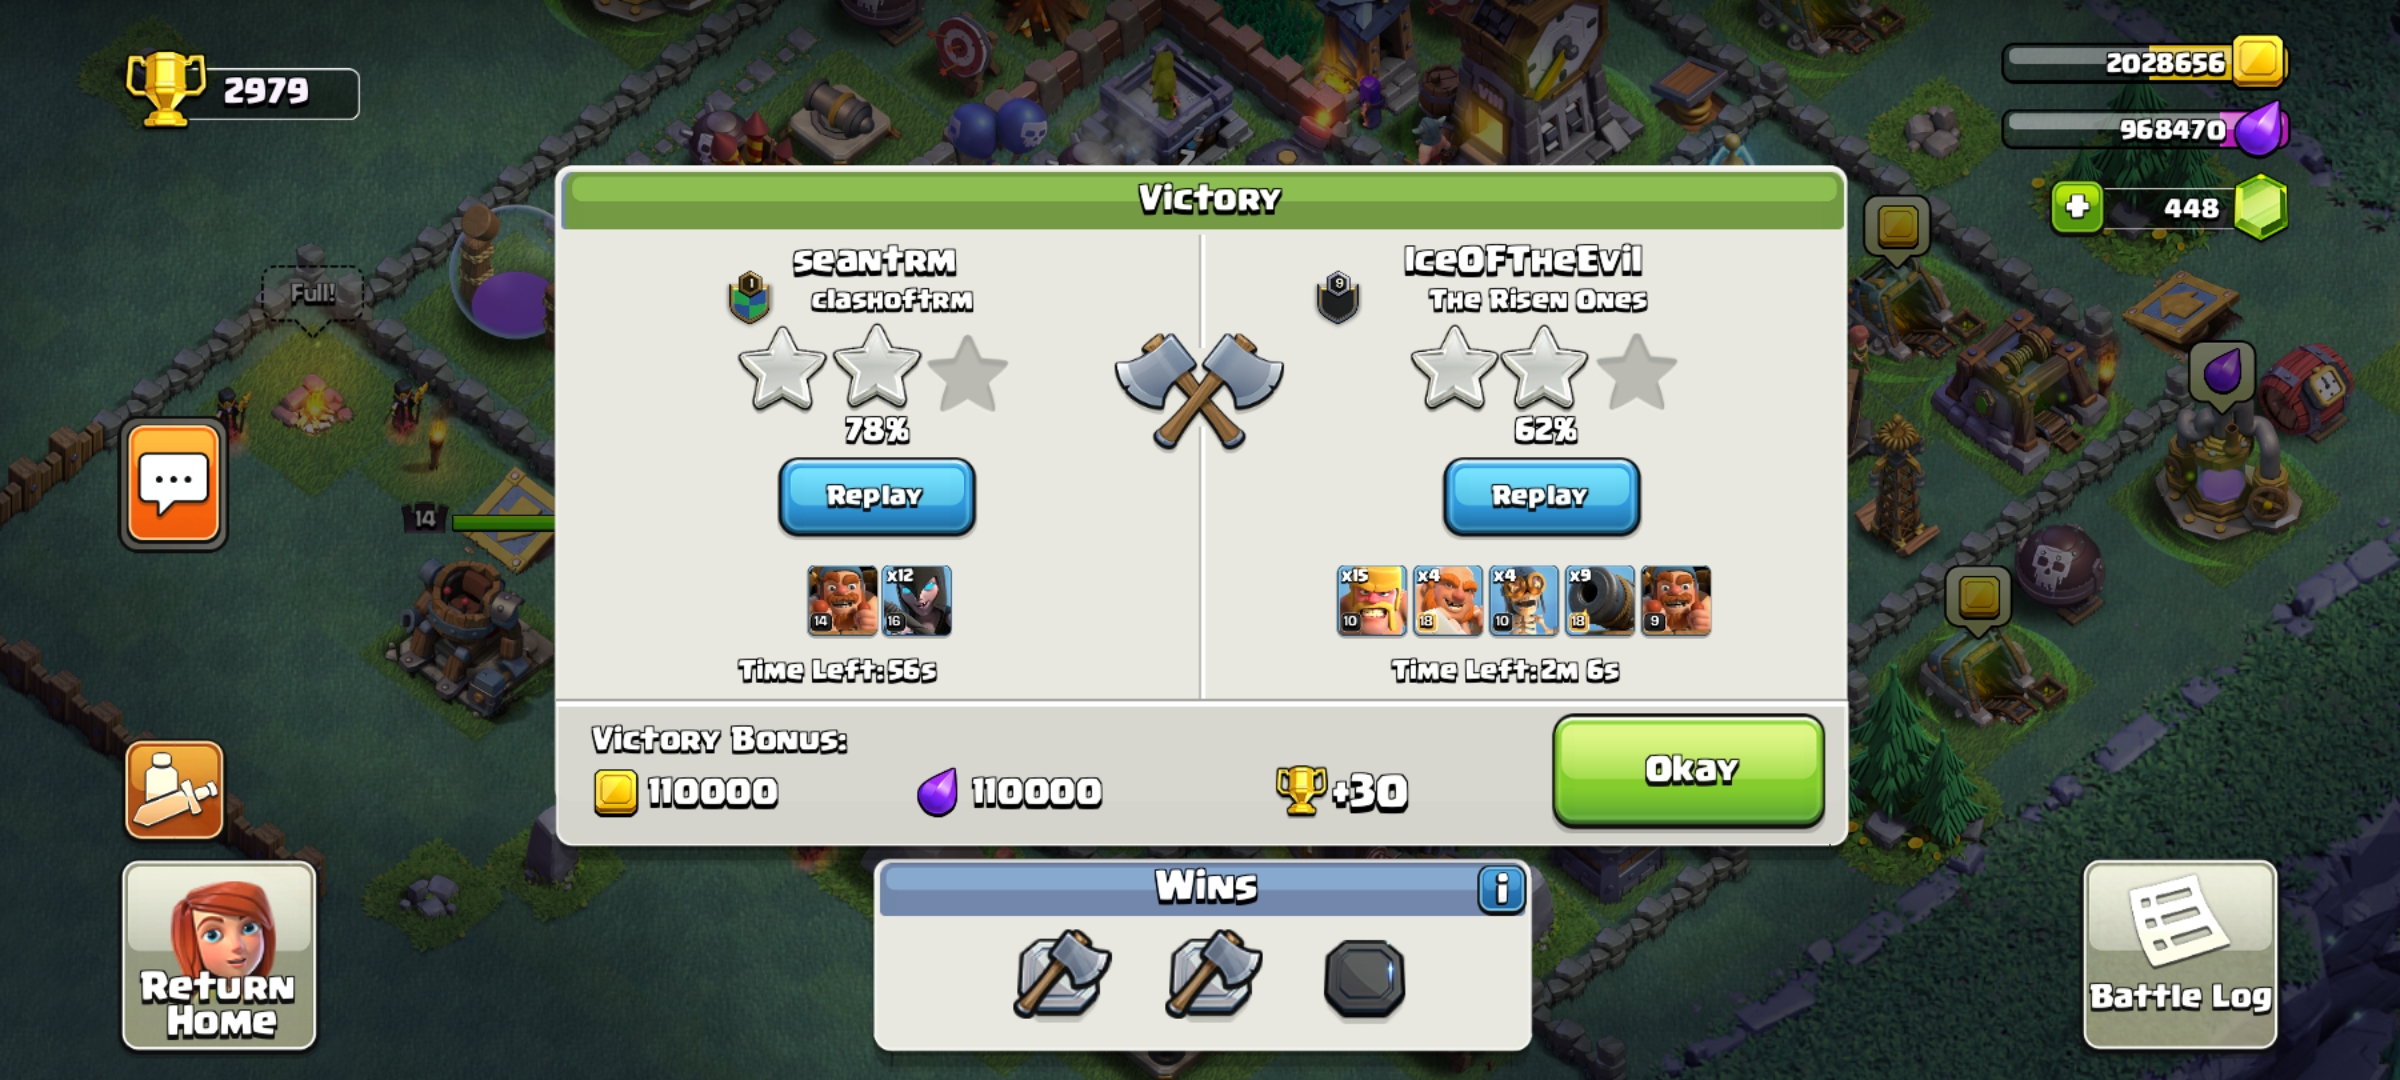 2979
2028656
968470
448
Full!
14
Victory
seantrm
1
clashoftrm
78%
Replay
x12
14
16
Time Left:56s
IceOfTheEvil
9
The Risen Ones
62%
Replay
x15
x4
x4
x9
10
18
10
18
9
Time Left:2m 6s
Victory Bonus:
110000
110000
+30
Okay
Wins
i
Return
Home
Battle Log